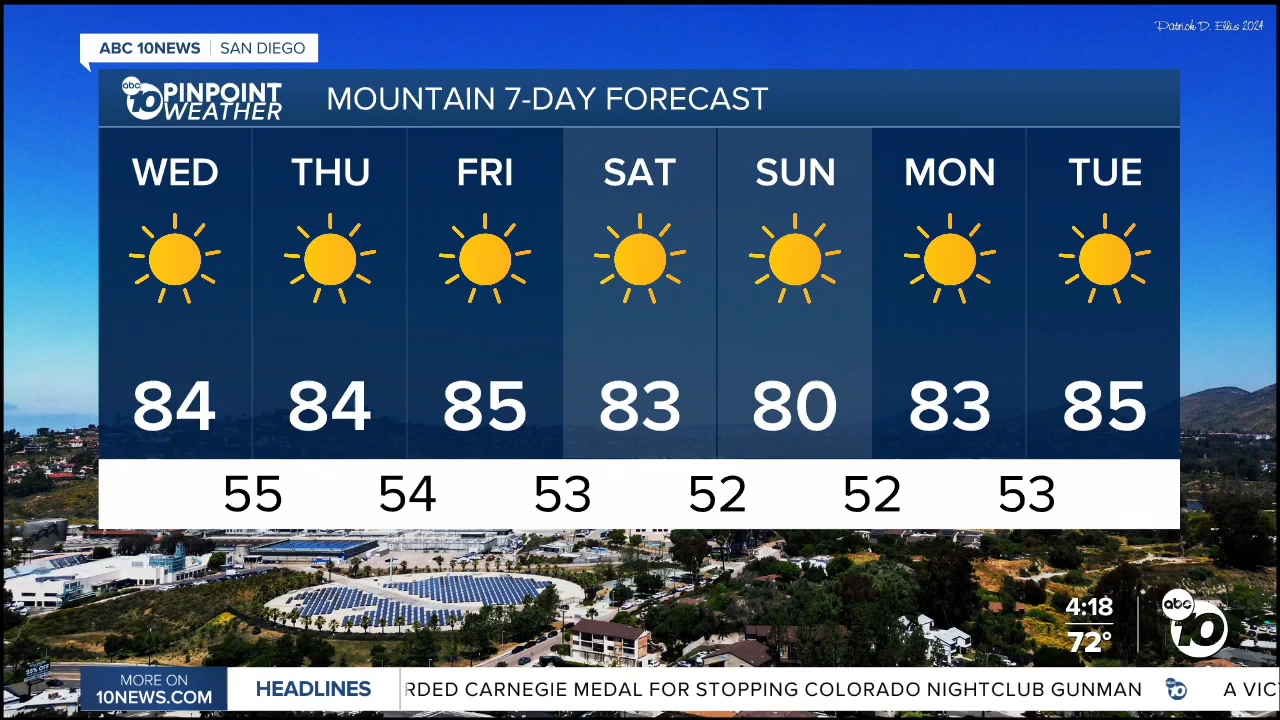 Patrick D. Ellis 2024
ABC 10NEWS | SAN DIEGO
abc 10 PINPOINT WEATHER
MOUNTAIN 7-DAY FORECAST
WED THU FRI SAT SUN MON TUE
84 84 85 83 80 83 85
55 54 53 52 52 53
4:18
72°
abc 10
MORE ON
10NEWS.COM
HEADLINES
RDED CARNEGIE MEDAL FOR STOPPING COLORADO NIGHTCLUB GUNMAN abc 10 A VIC